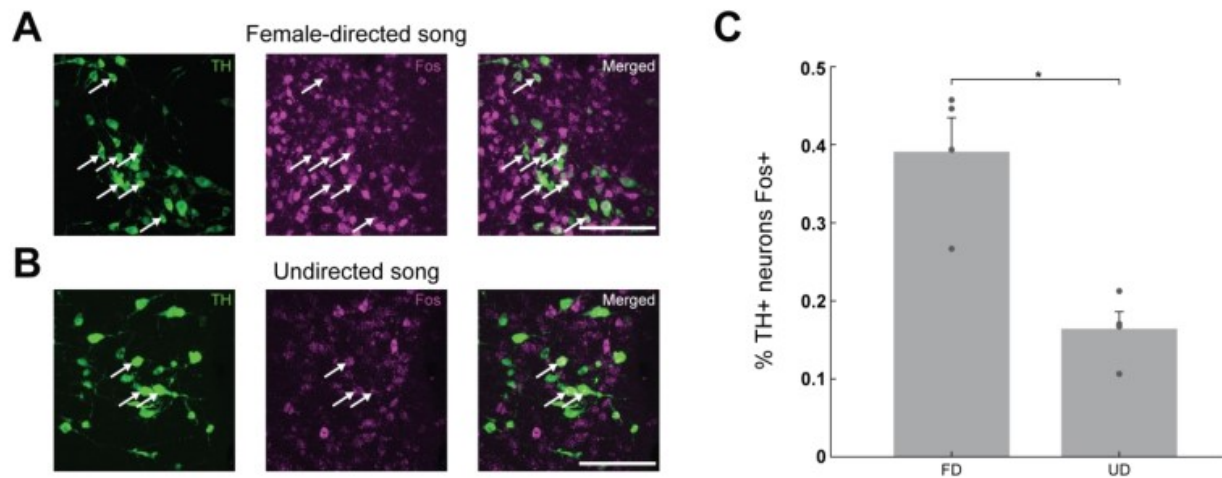 A
Female-directed song
TH
Fos
Merged
B
Undirected song
TH
Fos
Merged
C
% TH+ neurons Fos+
0.5
0.4
0.3
0.2
0.1
0
*
FD
UD